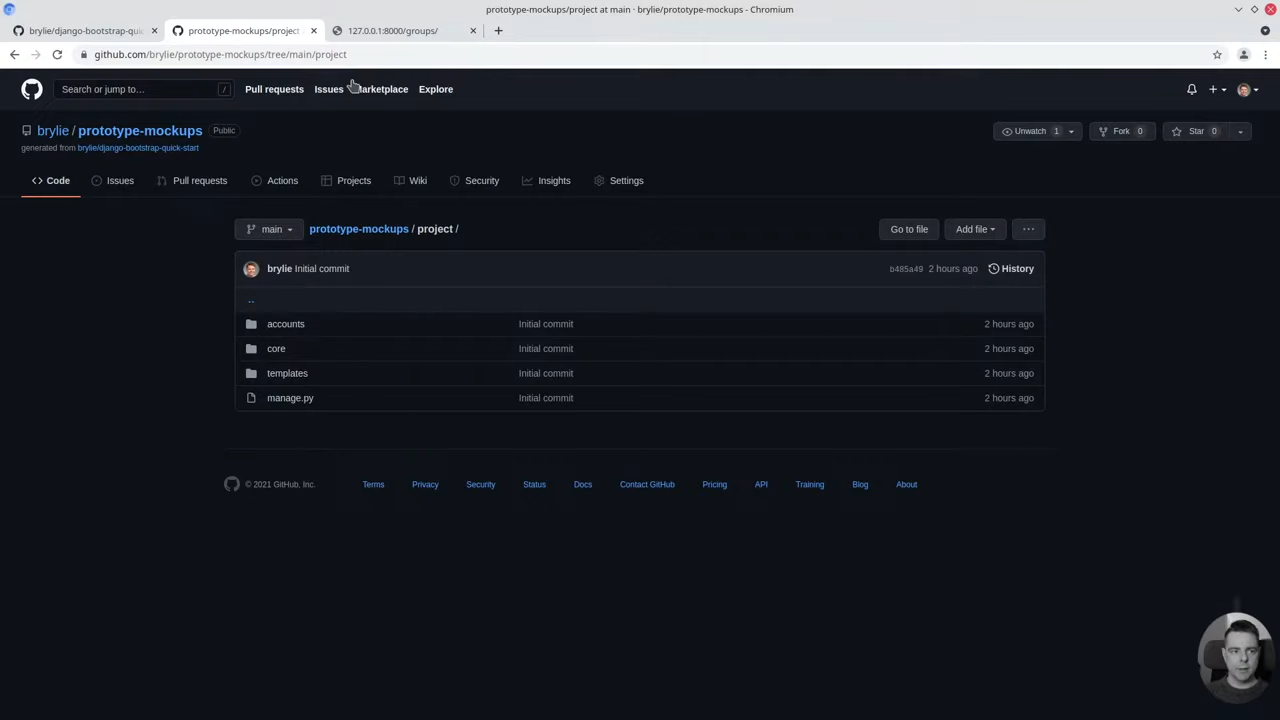 prototype-mockups/project at main · brylie/prototype-mockups - Chromium
brylie/django-bootstrap-quic
prototype-mockups/project
127.0.0.1:8000/groups/
github.com/brylie/prototype-mockups/tree/main/project
Search or jump to…
/
Pull requests
Issues
arketplace
Explore
brylie / prototype-mockups
Public
Unwatch 1
Fork 0
Star 0
generated from brylie/django-bootstrap-quick-start
Code
Issues
Pull requests
Actions
Projects
Wiki
Security
Insights
Settings
main
prototype-mockups / project /
Go to file
Add file
brylie Initial commit
b485a49 2 hours ago
History
..
accounts Initial commit 2 hours ago
core Initial commit 2 hours ago
templates Initial commit 2 hours ago
manage.py Initial commit 2 hours ago
© 2021 GitHub, Inc.
Terms
Privacy
Security
Status
Docs
Contact GitHub
Pricing
API
Training
Blog
About